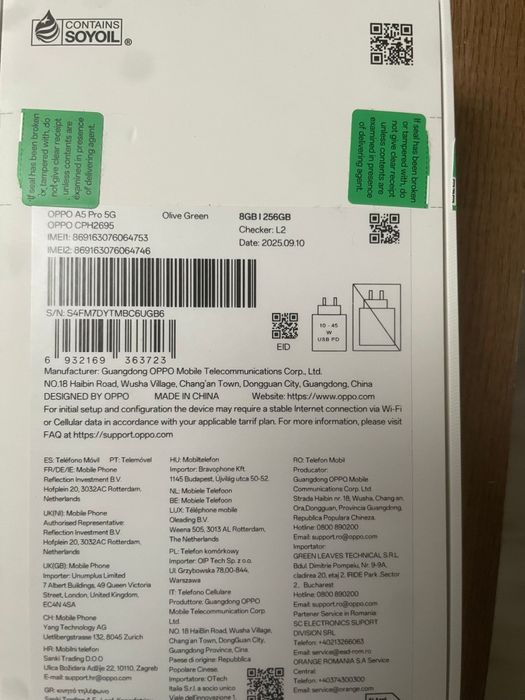 CONTAINS
SOYOIL ®
If seal has been broken
or tampered with, do
not give clear receipt
unless contents are
examined in presence
of delivering agent.
If seal has been broken
or tampered with, do
not give clear receipt
unless contents are
examined in presence
of delivering agent.
OPPO A5 Pro 5G Olive Green 8GB | 256GB
OPPO CPH2695 Checker: L2
IMEI1: 869163076064753 Date: 2025.09.10
IMEI2: 869163076064746
S/N: S4FM7DYTMBC6UGB6
6 932169 363723
EID
10 - 45
W
USB PD
Manufacturer: Guangdong OPPO Mobile Telecommunications Corp., Ltd.
NO.18 Haibin Road, Wusha Village, Chang'an Town, Dongguan City, Guangdong, China
DESIGNED BY OPPO MADE IN CHINA Website: https://www.oppo.com
For initial setup and configuration the device may require a stable Internet connection via Wi-Fi
or Cellular data in accordance with your applicable tarrif plan. For more information, please visit
FAQ at https://support.oppo.com
ES: Teléfono Móvil PT: Telemóvel
FR/DE/IE: Mobile Phone
Reflection Investment B.V.
Hofplein 20, 3032AC Rotterdam,
Netherlands
UK(NI): Mobile Phone
Authorised Representative:
Reflection Investment B.V.
Hofplein 20, 3032AC Rotterdam,
Netherlands
UK(GB): Mobile Phone
Importer: Unumplus Limited
7 Albert Buildings, 49 Queen Victoria
Street, London, United Kingdom,
EC4N 4SA
CH: Mobile Phone
Yang Technology AG
Uetlibergstrasse 132, 8045 Zurich
HR: Mobilni telefon
Sanki Trading D.O.O
Ulica Božidara Adžije 22, 10110, Zagreb
E-mail: support.hr@oppo.com
GR: κινητό τηλέφωνο
HU: Mobiltelefon
Importer: Bravophone Kft.
1145 Budapest, Ujvilág utca 50-52.
NL: Mobiele Telefoon
BE: Mobiele Telefoon
LUX: Téléphone mobile
Oleading B.V.
Weena 505, 3013 AL Rotterdam,
The Netherlands
PL: Telefon komórkowy
Importer: OIP Tech Sp. z o.o.
Ul. Grzybowska 78,00-844,
Warszawa
IT: Telefono Cellulare
Produttore: Guangdong OPPO
Mobile Telecommunication Corp.
Ltd.
NO. 18 HaiBin Road, Wusha Village,
Chang'an Town, DongGuan City,
Guangdong Province, Cina.
Paese di origine: Repubblica
Popolare Cinese.
Importatore: OTech
Italia S.r.l a socio unico
Viale dell'innovazione 1,
RO: Telefon Mobil
Producator:
Guangdong OPPO Mobile
Communications Corp. Ltd
Strada Haibin nr. 18, Wusha, Changan,
Ora,Dongguan, Provincia Guangdong,
Republica Populara Chineza.
Hotline: 0800 890200
Email: support.ro@oppo.com
Importator:
GREEN LEAVES TECHNICAL S.R.L.
Bdul. Dimitrie Pompeiu, Nr. 9-9A,
cladirea 20, etaj 2, IRIDE Park, Sector
2, Bucharest
Hotline: 0800 890200
Email: support.ro@oppo.com
Partener Service in Romania:
SC ELECTRONICS SUPORT
DIVISION SRL
Telefon: +40213266063
Email: service@esd-rom.ro
ORANGE ROMANIA S.A Service
Central:
Telefon: +40374300300
Email: service@orange.com